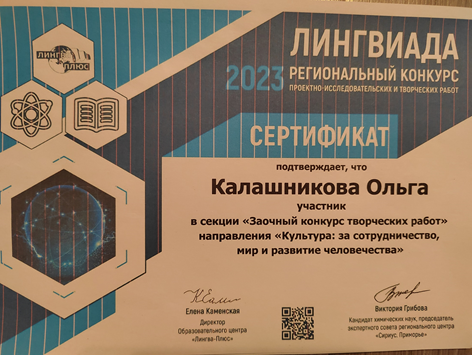 ЛИНГВА
ПЛЮС
ЛИНГВИАДА
2023 РЕГИОНАЛЬНЫЙ КОНКУРС
ПРОЕКТНО-ИССЛЕДОВАТЕЛЬСКИХ И ТВОРЧЕСКИХ РАБОТ
СЕРТИФИКАТ
подтверждает, что
Калашникова Ольга
участник
в секции «Заочный конкурс творческих работ»
направления «Культура: за сотрудничество,
мир и развитие человечества»
Елена Каменская
Директор
Образовательного центра
«Лингва-Плюс»
Виктория Грибова
Кандидат химических наук, председатель
экспертного совета регионального центра
«Сириус. Приморье»